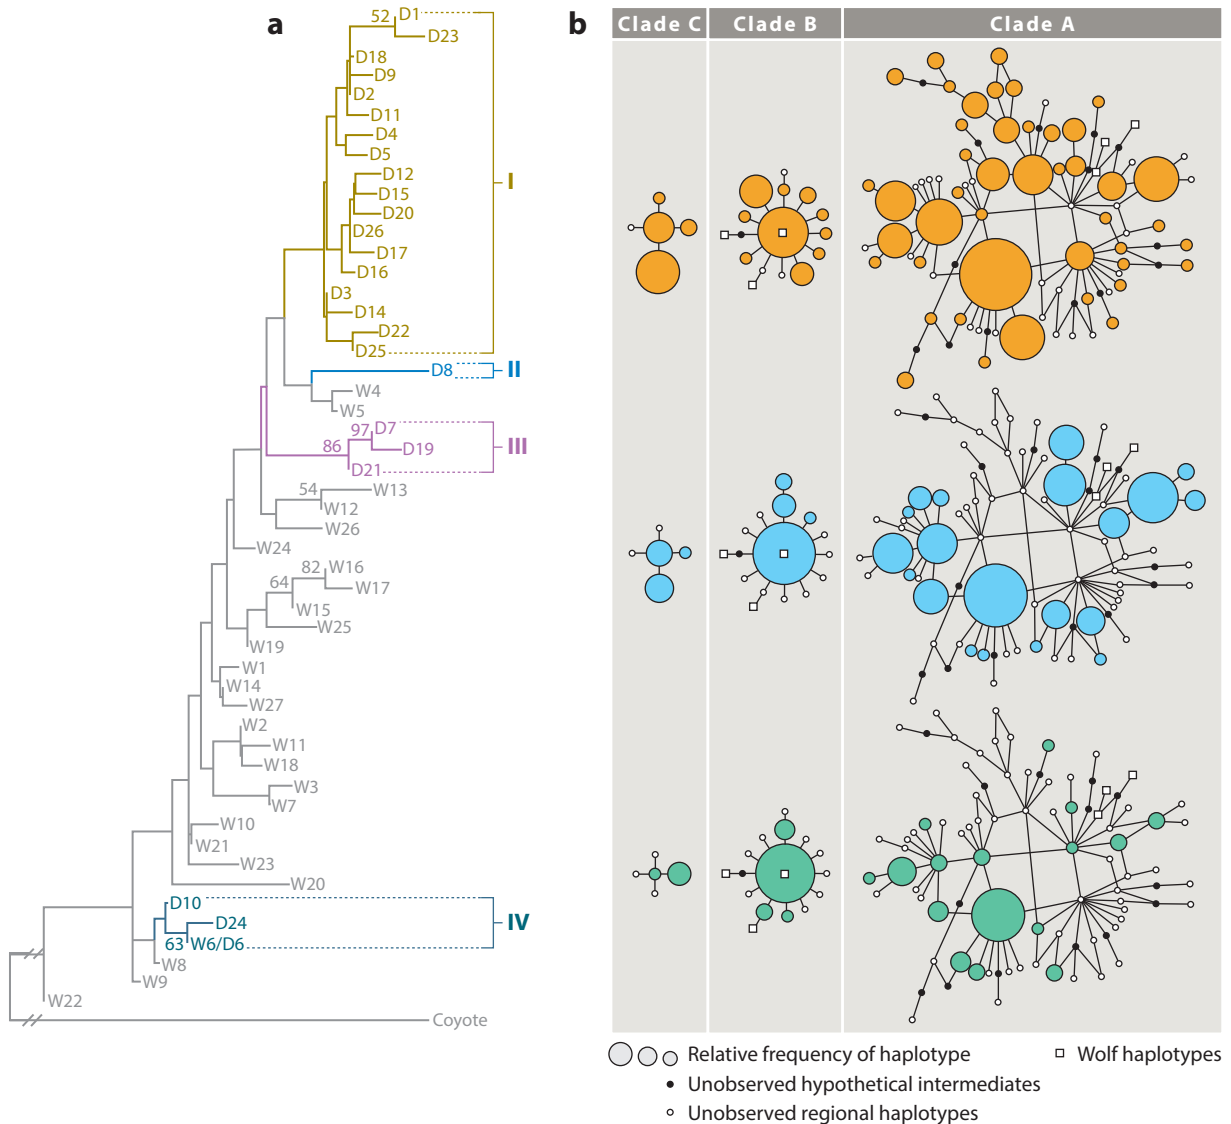 a
52
D1
D23
D18
D9
D2
D11
D4
D5
D12
D15
D20
D26
D17
D16
D3
D14
D22
D25
I
D8
II
W4
W5
97
D7
86
D19
D21
III
54
W13
W12
W26
W24
82
W16
64
W17
W15
W25
W19
W1
W14
W27
W2
W11
W18
W3
W7
W10
W21
W23
W20
D10
D24
63
W6/D6
IV
W8
W9
W22
Coyote
b
Clade C
Clade B
Clade A
Relative frequency of haplotype
Wolf haplotypes
Unobserved hypothetical intermediates
Unobserved regional haplotypes